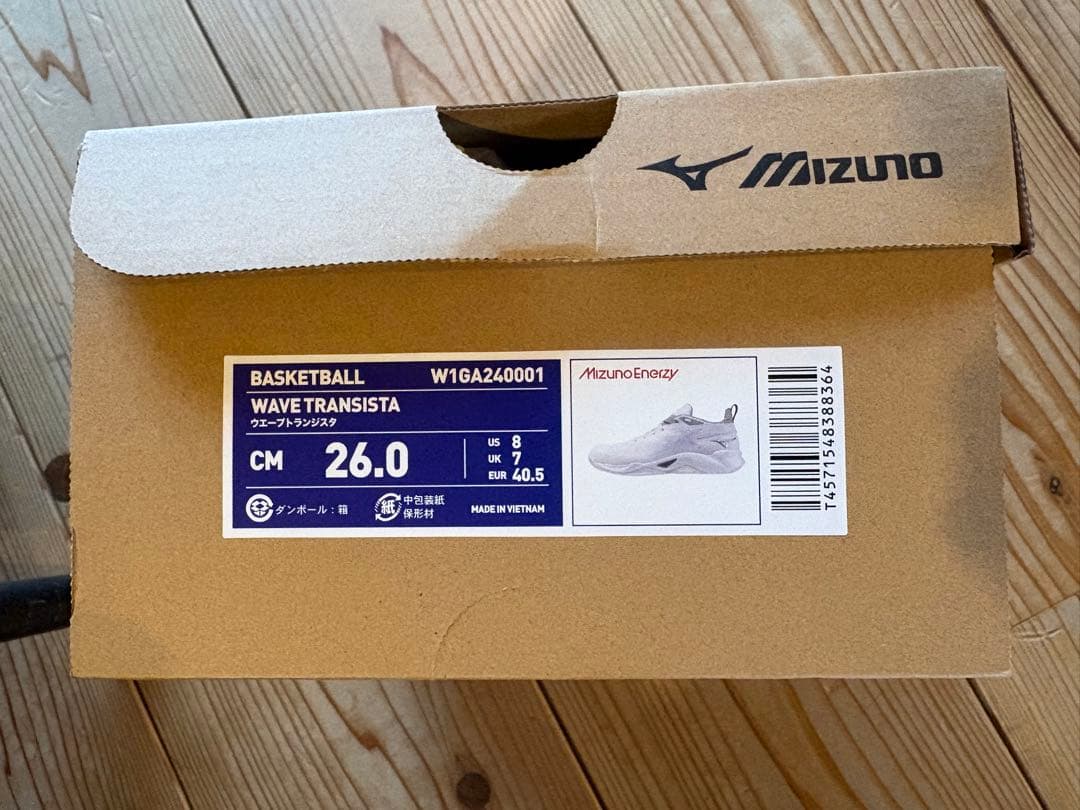 MIZUNO
BASKETBALL W1GA240001
WAVE TRANSISTA
ウエーブトランジスタ
CM 26.0
US 8
UK 7
EUR 40.5
ダンボール：箱
紙 中包装紙
保形材
MADE IN VIETNAM
MizunoEnerzy
T4571548388364